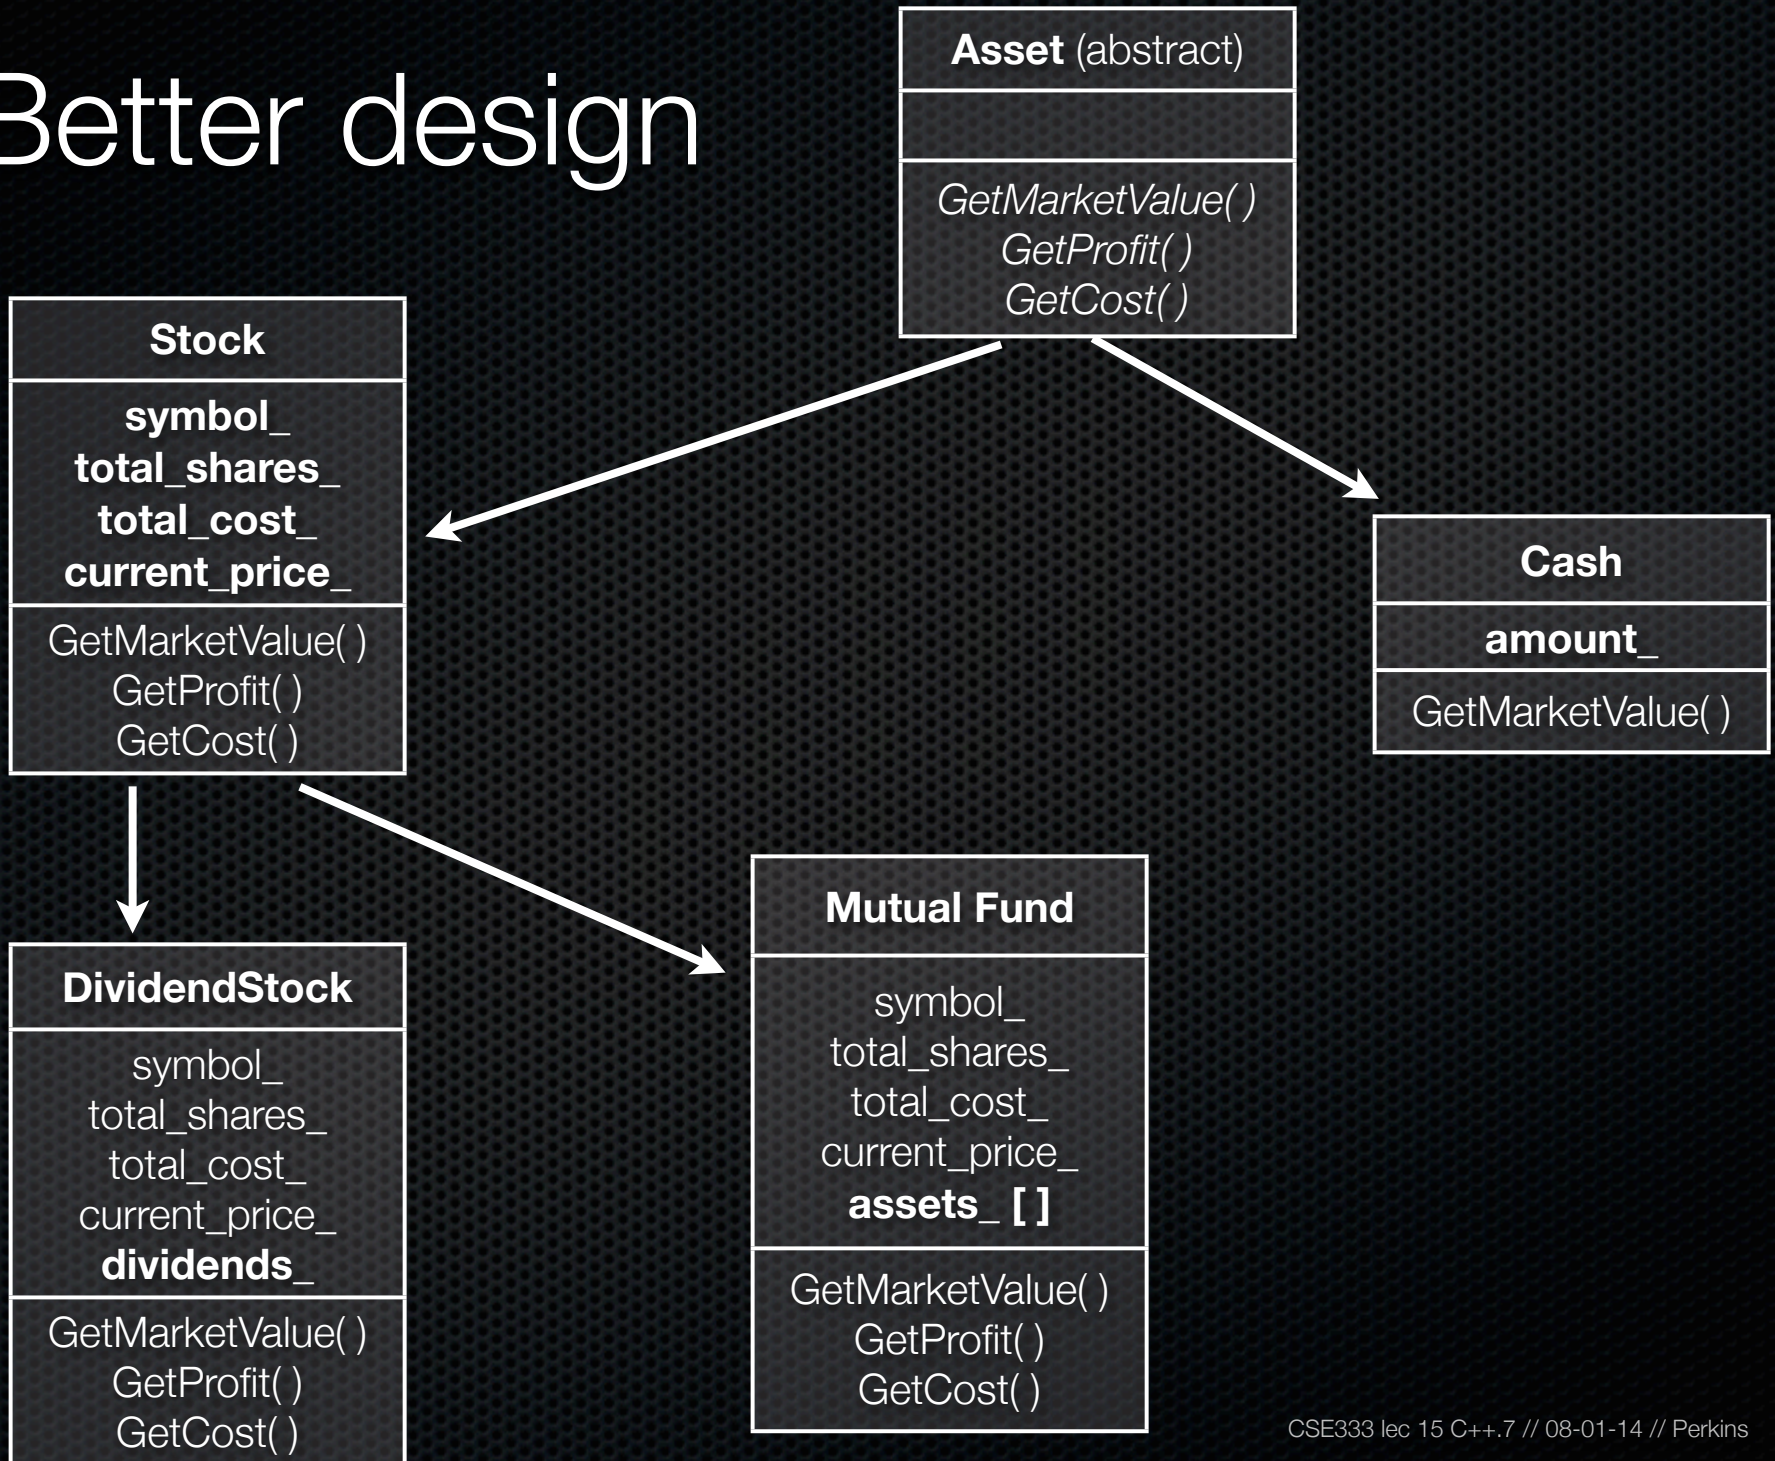 Better design
Asset (abstract)
GetMarketValue( )
GetProfit( )
GetCost( )
Stock
symbol_
total_shares_
total_cost_
current_price_
GetMarketValue( )
GetProfit( )
GetCost( )
Cash
amount_
GetMarketValue( )
DividendStock
symbol_
total_shares_
total_cost_
current_price_
dividends_
GetMarketValue( )
GetProfit( )
GetCost( )
Mutual Fund
symbol_
total_shares_
total_cost_
current_price_
assets_ [ ]
GetMarketValue( )
GetProfit( )
GetCost( )
CSE333 lec 15 C++.7 // 08-01-14 // Perkins